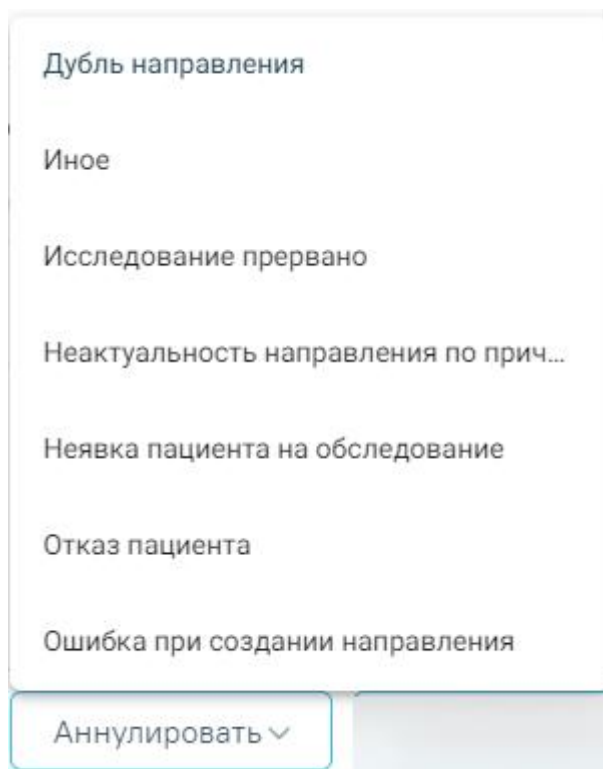 Дубль направления
Иное
Исследование прервано
Неактуальность направления по прич...
Неявка пациента на обследование
Отказ пациента
Ошибка при создании направления
Аннулировать